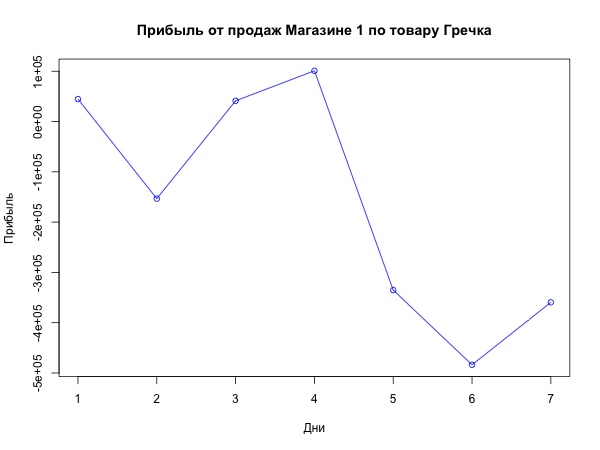 Прибыль от продаж Магазине 1 по товару Гречка
Прибыль
1e+05
0e+00
-1e+05
-2e+05
-3e+05
-4e+05
-5e+05
1 2 3 4 5 6 7
Дни